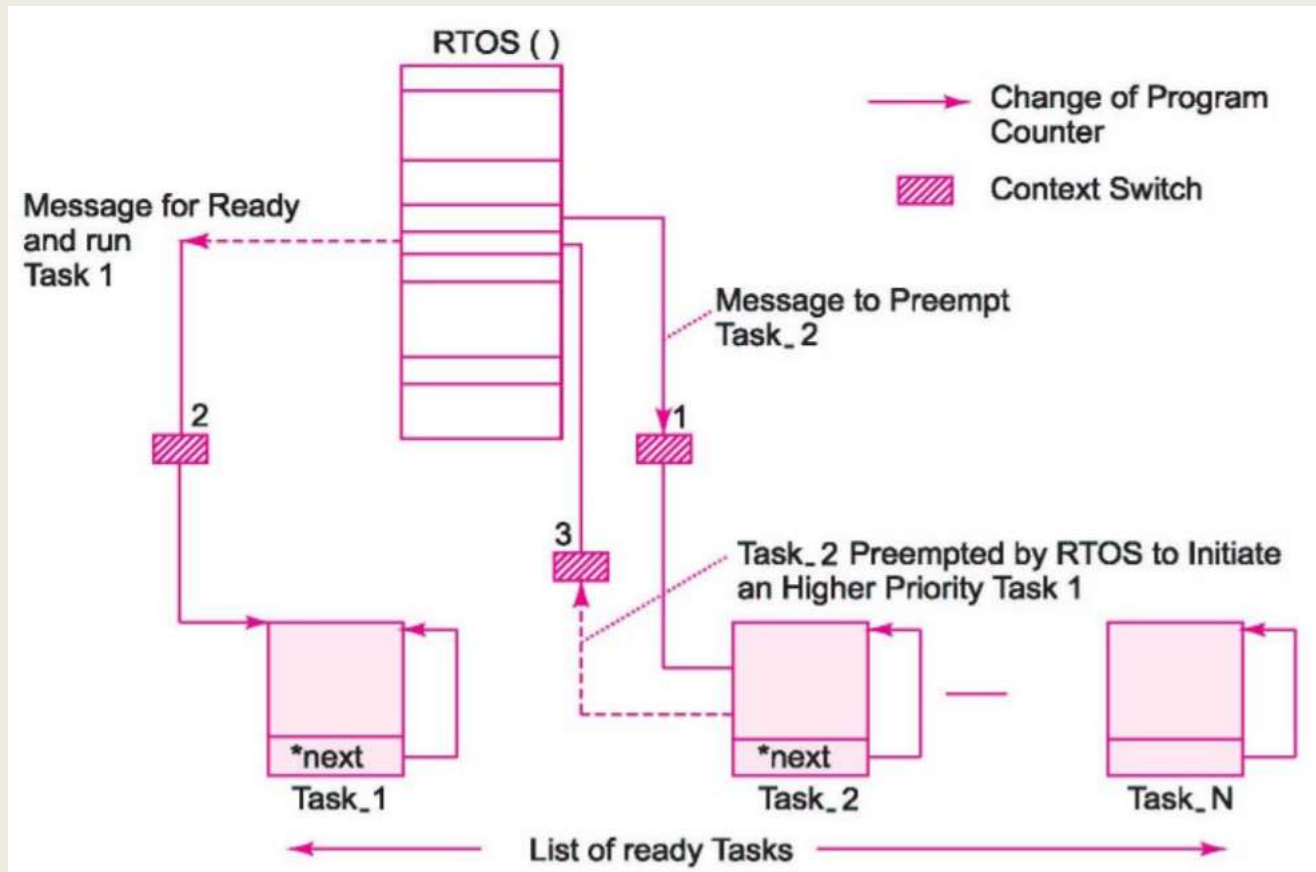 RTOS ( )
Change of Program
Counter
Context Switch
Message for Ready
and run
Task 1
Message to Preempt
Task_2
2
1
3
Task_2 Preempted by RTOS to Initiate
an Higher Priority Task 1
*next
*next
Task_1
Task_2
Task_N
List of ready Tasks